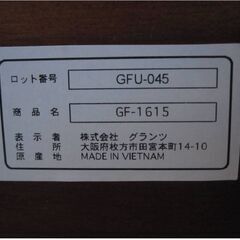 ロット番号 GFU-045
商品名 GF-1615
表示者 株式会社 グランツ
住所 大阪府枚方市田宮本町14-10
原産地 MADE IN VIETNAM